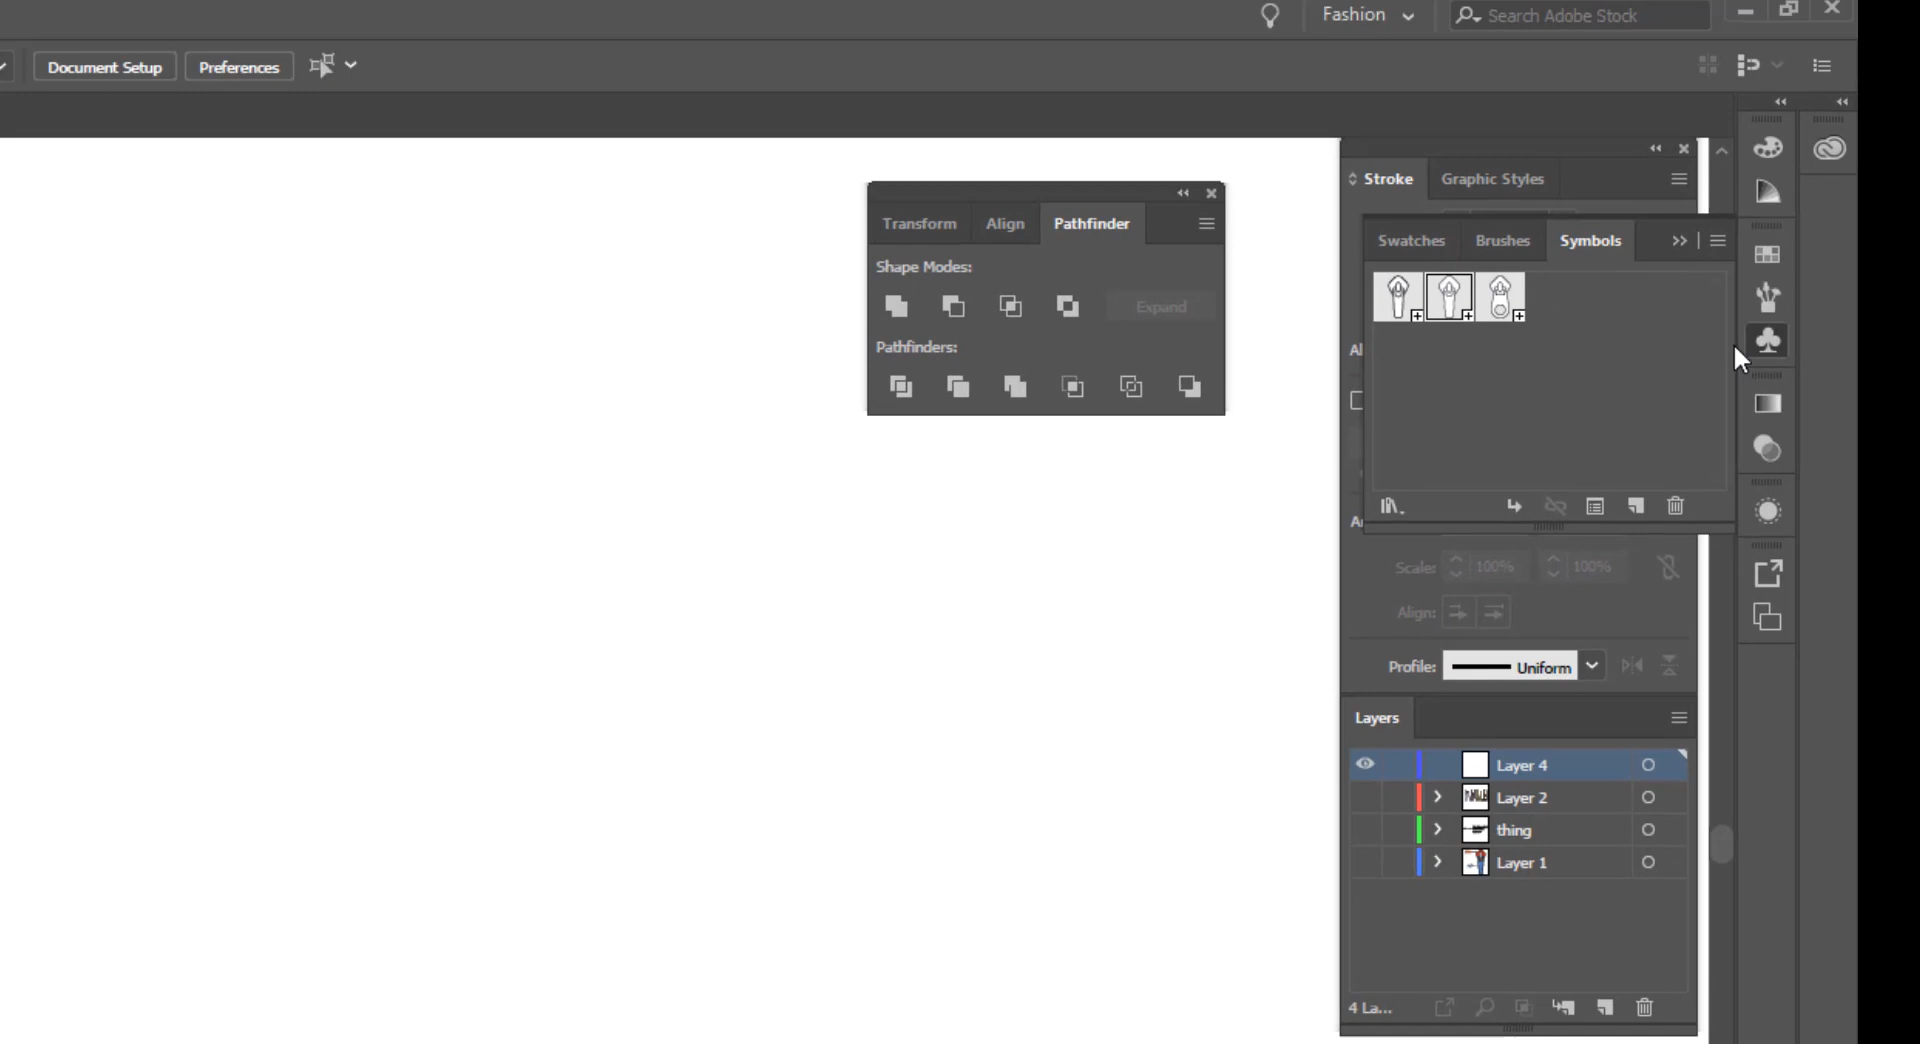 Fashion
Search Adobe Stock
Document Setup
Preferences
Stroke
Graphic Styles
Transform
Align
Pathfinder
Shape Modes:
Expand
Pathfinders:
Swatches
Brushes
Symbols
Al
Scale:
100%
100%
Align:
Profile:
Uniform
Layers
Layer 4
Layer 2
thing
Layer 1
4 La...